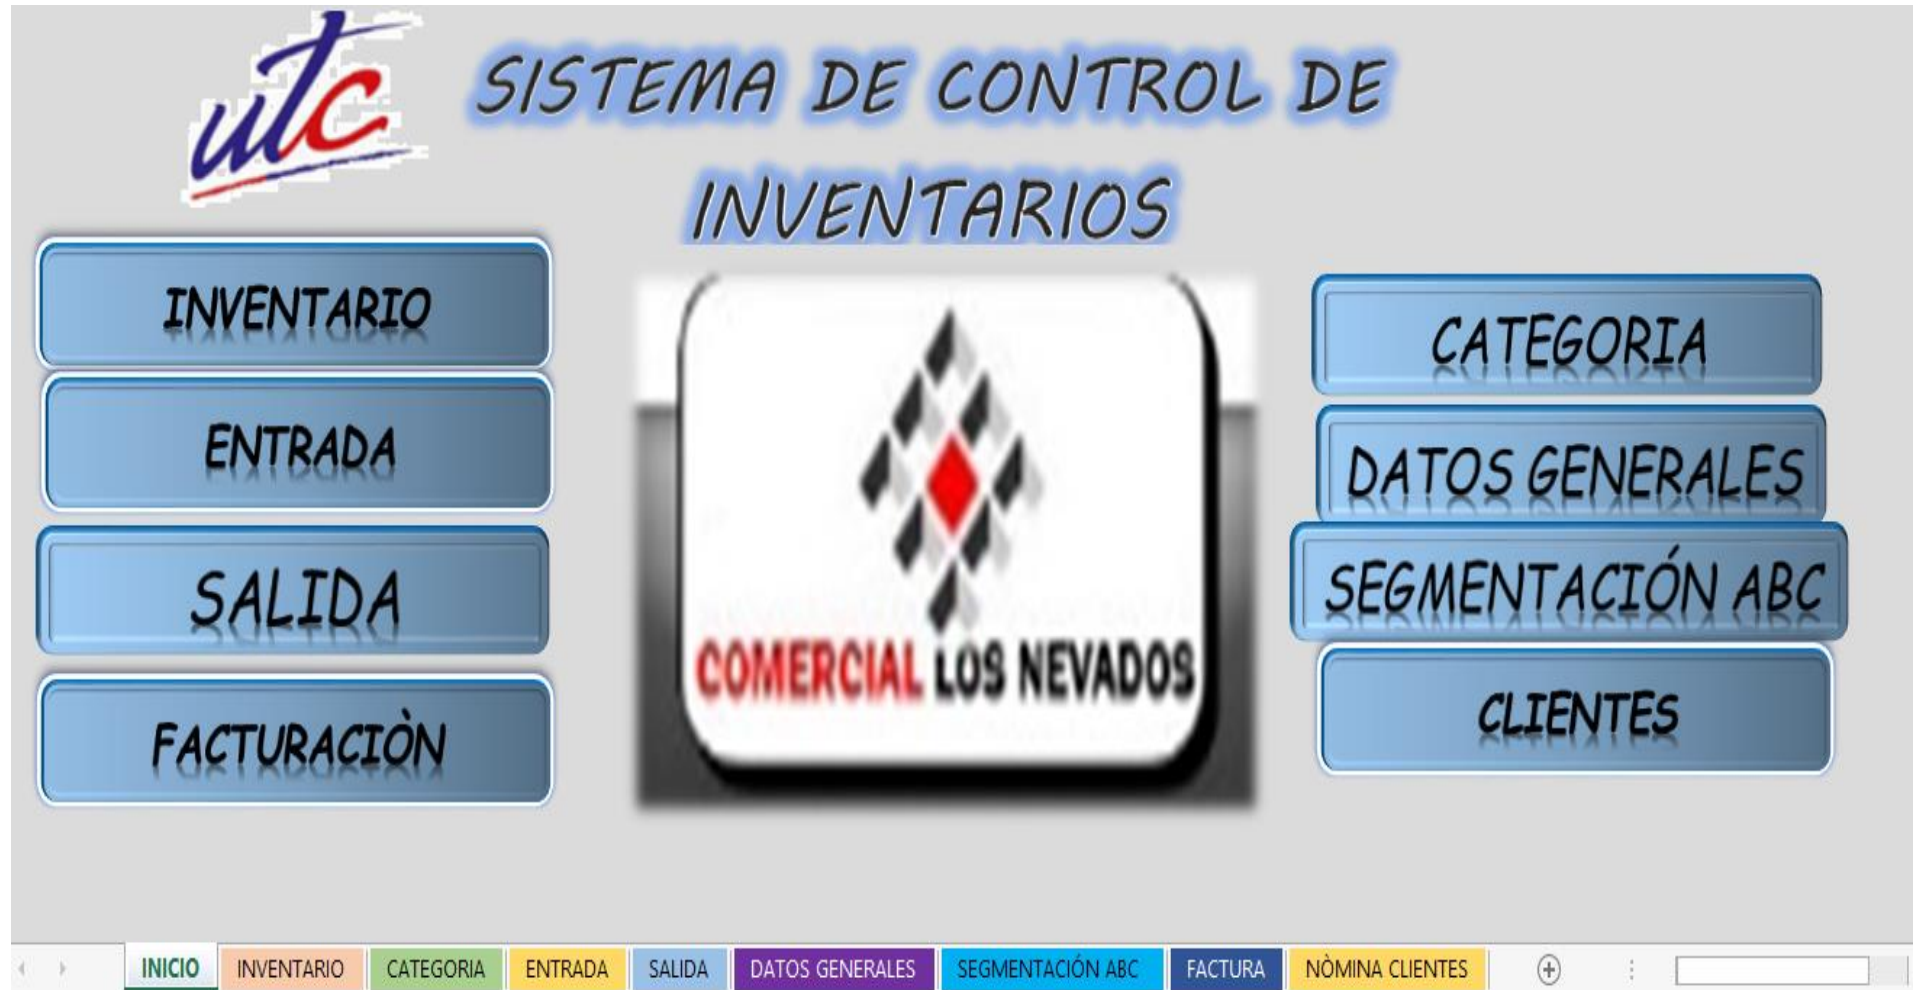 utc
SISTEMA DE CONTROL DE
INVENTARIOS
INVENTARIO
ENTRADA
SALIDA
FACTURACIÒN
COMERCIAL LOS NEVADOS
CATEGORIA
DATOS GENERALES
SEGMENTACIÓN ABC
CLIENTES
INICIO INVENTARIO CATEGORIA ENTRADA SALIDA DATOS GENERALES SEGMENTACIÓN ABC FACTURA NÒMINA CLIENTES